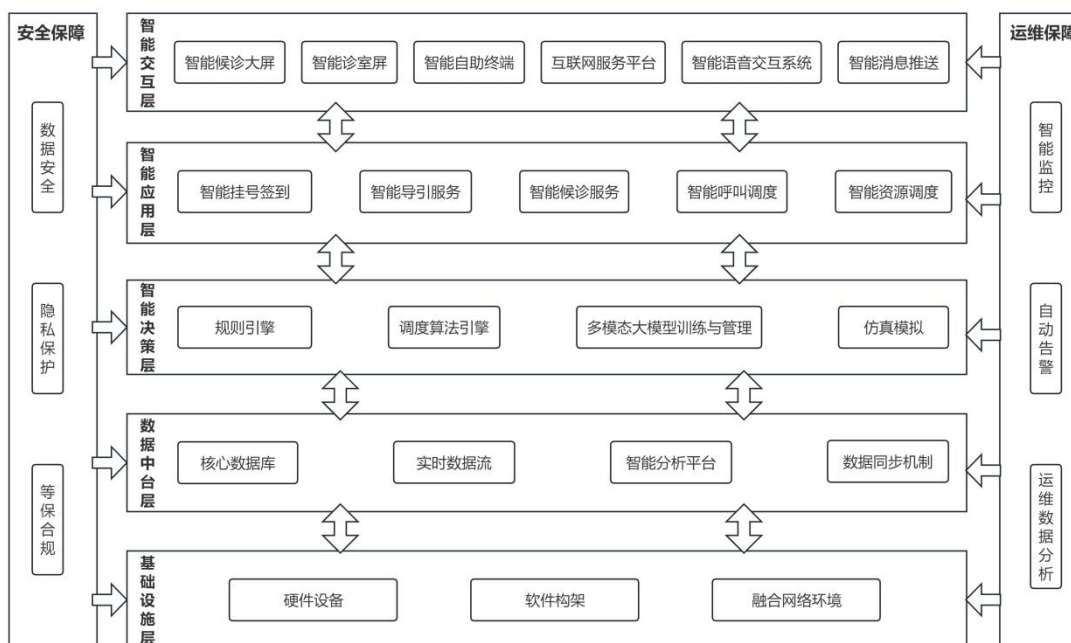 安全保障
数据安全
隐私保护
等保合规
智能交互层
智能候诊大屏
智能诊室屏
智能自助终端
互联网服务平台
智能语音交互系统
智能消息推送
智能应用层
智能挂号签到
智能导引服务
智能候诊服务
智能呼叫调度
智能资源调度
智能决策层
规则引擎
调度算法引擎
多模态大模型训练与管理
仿真模拟
数据中台层
核心数据库
实时数据流
智能分析平台
数据同步机制
基础设施层
硬件设备
软件构架
融合网络环境
运维保障
智能监控
自动告警
运维数据分析